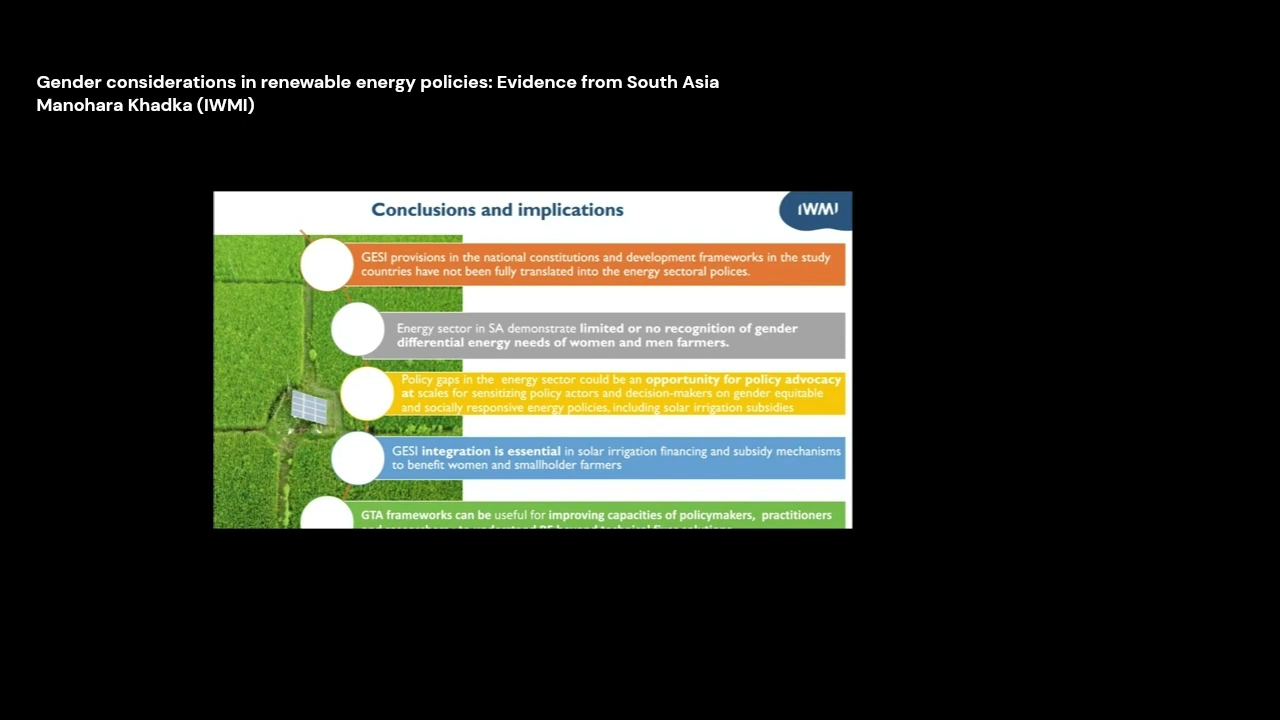 Gender considerations in renewable energy policies: Evidence from South Asia
Manohara Khadka (IWMI)
Conclusions and implications
IWMI
GESI provisions in the national constitutions and development frameworks in the study
countries have not been fully translated into the energy sectoral polices.
Energy sector in SA demonstrate limited or no recognition of gender
differential energy needs of women and men farmers.
Policy gaps in the energy sector could be an opportunity for policy advocacy
at scales for sensitizing policy actors and decision-makers on gender equitable
and socially responsive energy policies, including solar irrigation subsidies
GESI integration is essential in solar irrigation financing and subsidy mechanisms
to benefit women and smallholder farmers
GTA frameworks can be useful for improving capacities of policymakers, practitioners